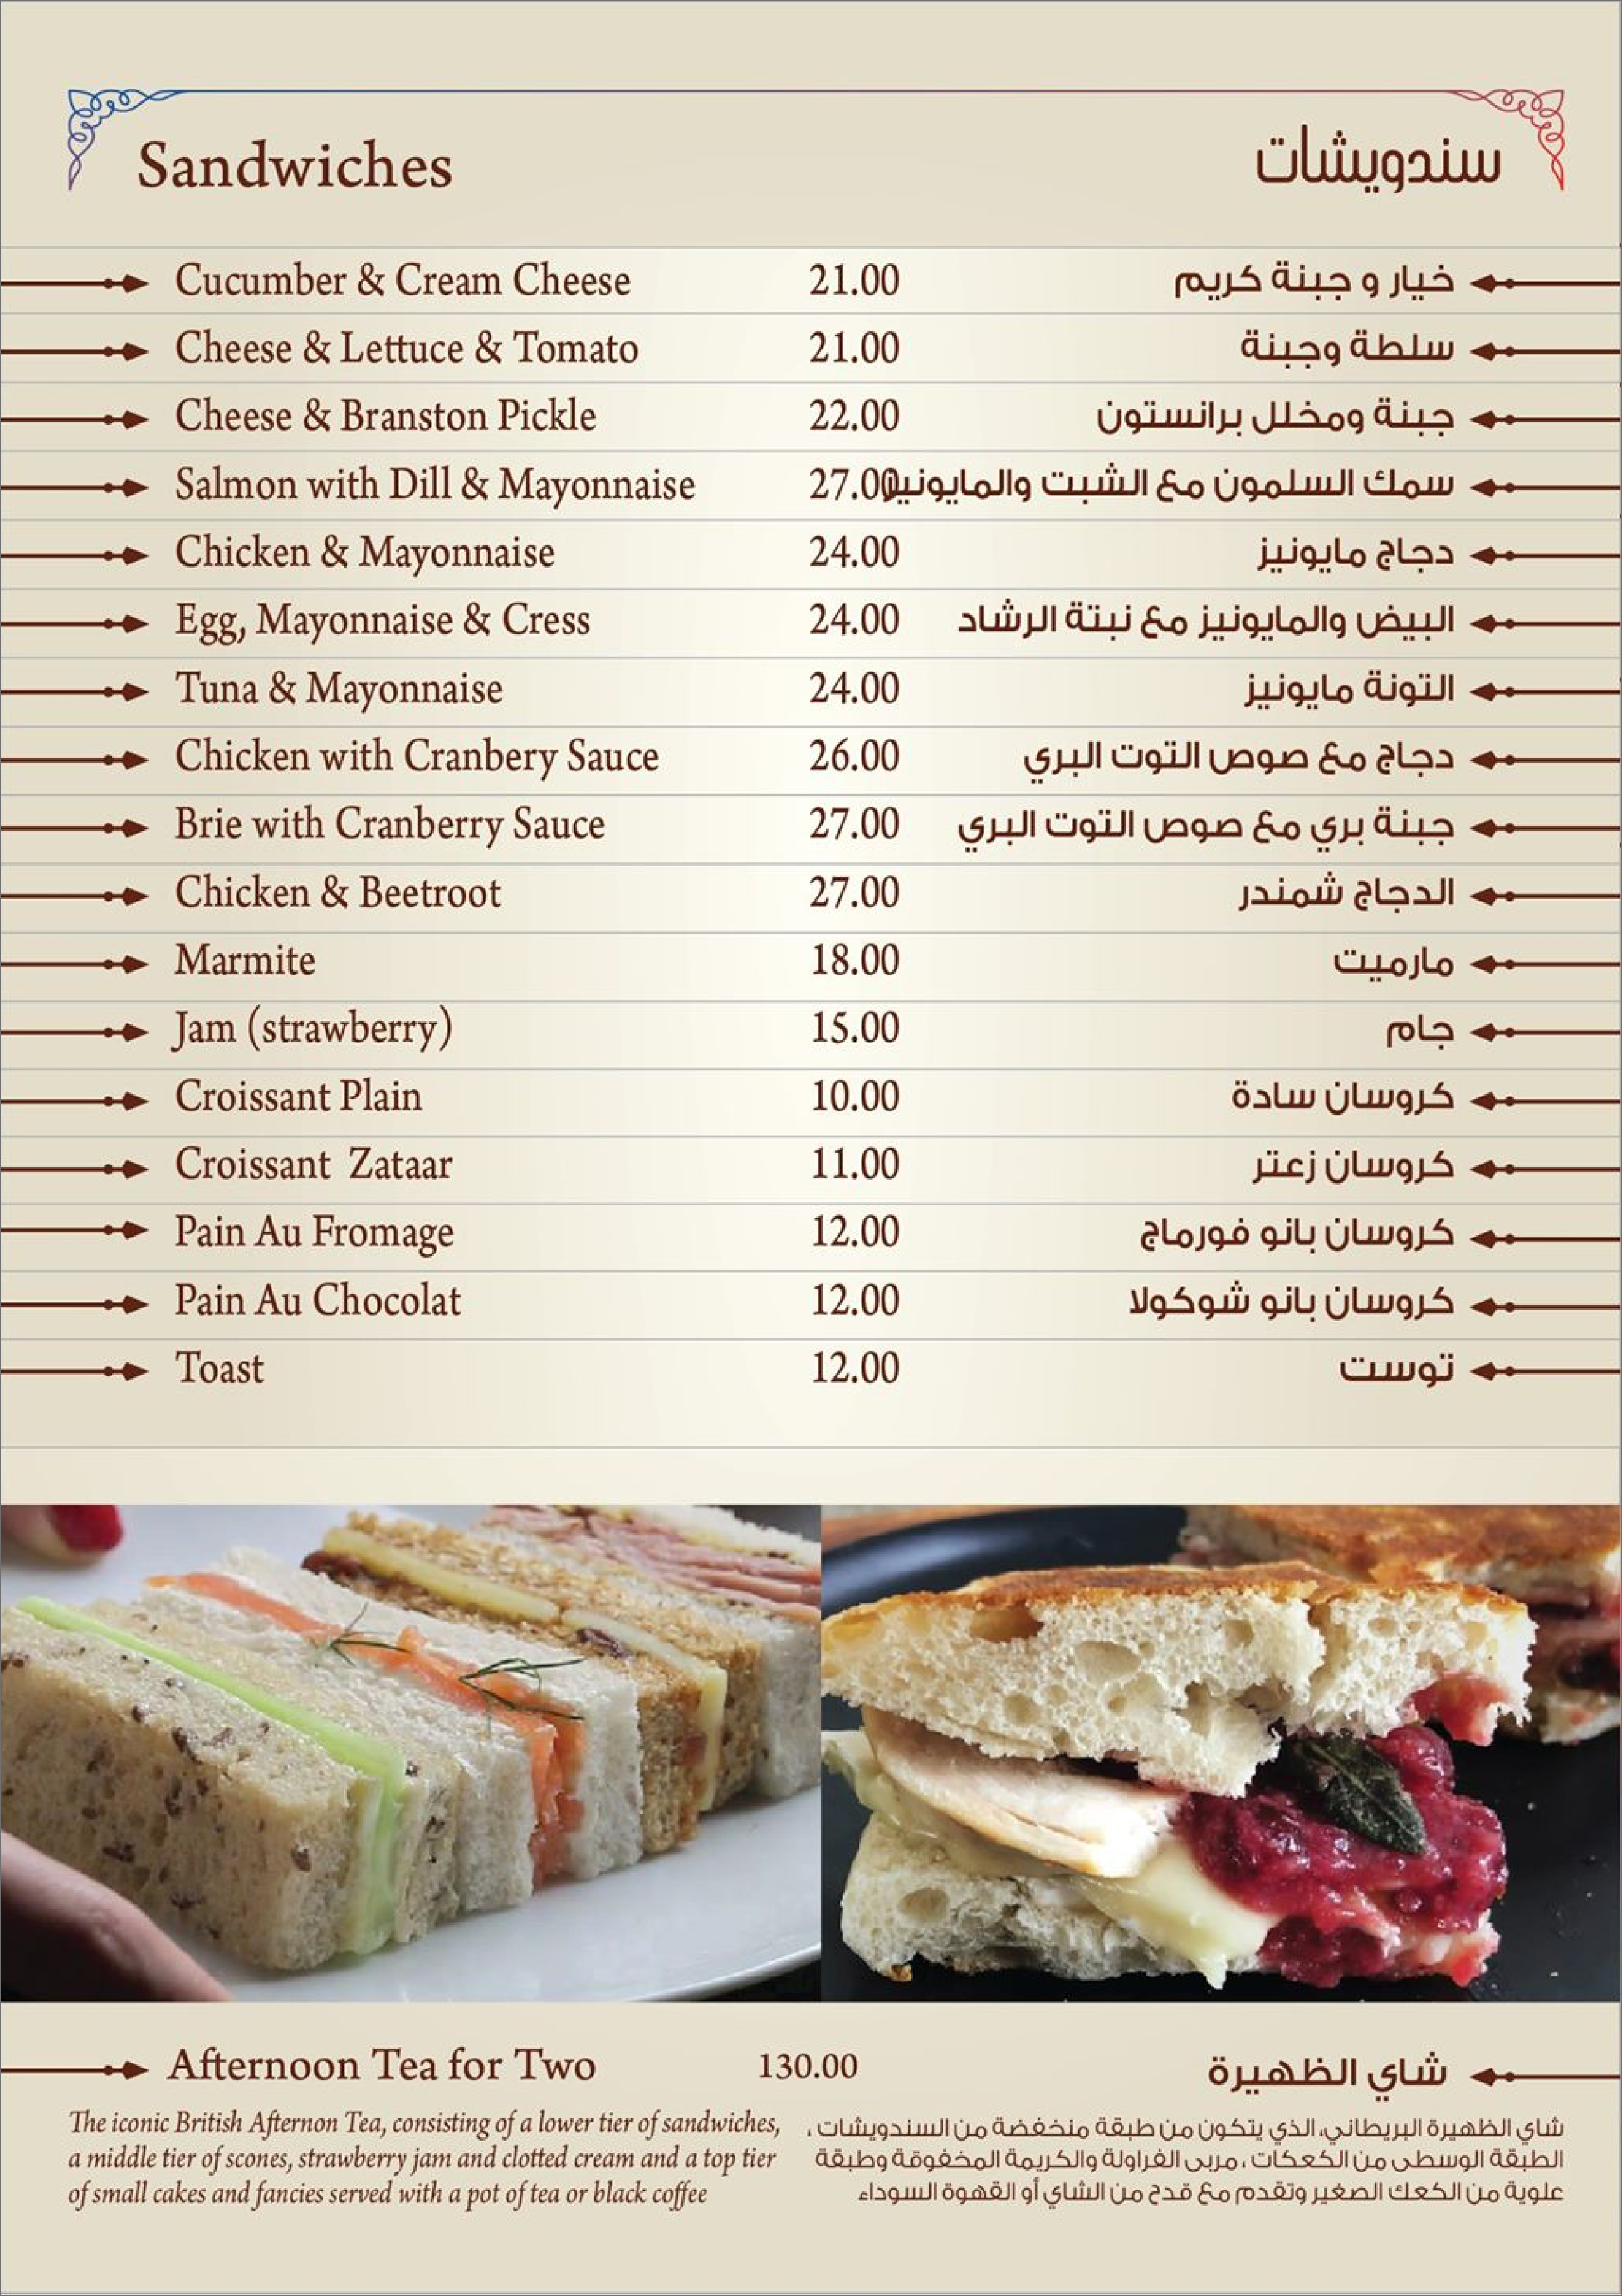 Sandwiches سندويشات
Cucumber & Cream Cheese 21.00 خيار و جبنة كريم
Cheese & Lettuce & Tomato 21.00 سلطة وجبنة
Cheese & Branston Pickle 22.00 جبنة ومخلل برانستون
Salmon with Dill & Mayonnaise 27.00 سمك السلمون مع الشبت والمايونيز
Chicken & Mayonnaise 24.00 دجاج مايونيز
Egg, Mayonnaise & Cress 24.00 البيض والمايونيز مع نبتة الرشاد
Tuna & Mayonnaise 24.00 التونة مايونيز
Chicken with Cranbery Sauce 26.00 دجاج مع صوص التوت البري
Brie with Cranberry Sauce 27.00 جبنة بري مع صوص التوت البري
Chicken & Beetroot 27.00 الدجاج شمندر
Marmite 18.00 مارميت
Jam (strawberry) 15.00 جام
Croissant Plain 10.00 كروسان سادة
Croissant Zataar 11.00 كروسان زعتر
Pain Au Fromage 12.00 كروسان بانو فورماج
Pain Au Chocolat 12.00 كروسان بانو شوكولا
Toast 12.00 توست
Afternoon Tea for Two 130.00 شاي الظهيرة
The iconic British Afternon Tea, consisting of a lower tier of sandwiches,
a middle tier of scones, strawberry jam and clotted cream and a top tier
of small cakes and fancies served with a pot of tea or black coffee
شاي الظهيرة البريطاني،الذي يتكون من طبقة منخفضة من السندويشات ،
الطبقة الوسطى من الكعكات ، مربى الفراولة والكريمة المخفوقة وطبقة
علوية من الكعك الصغير وتقدم مع قدح من الشاي أو القهوة السوداء